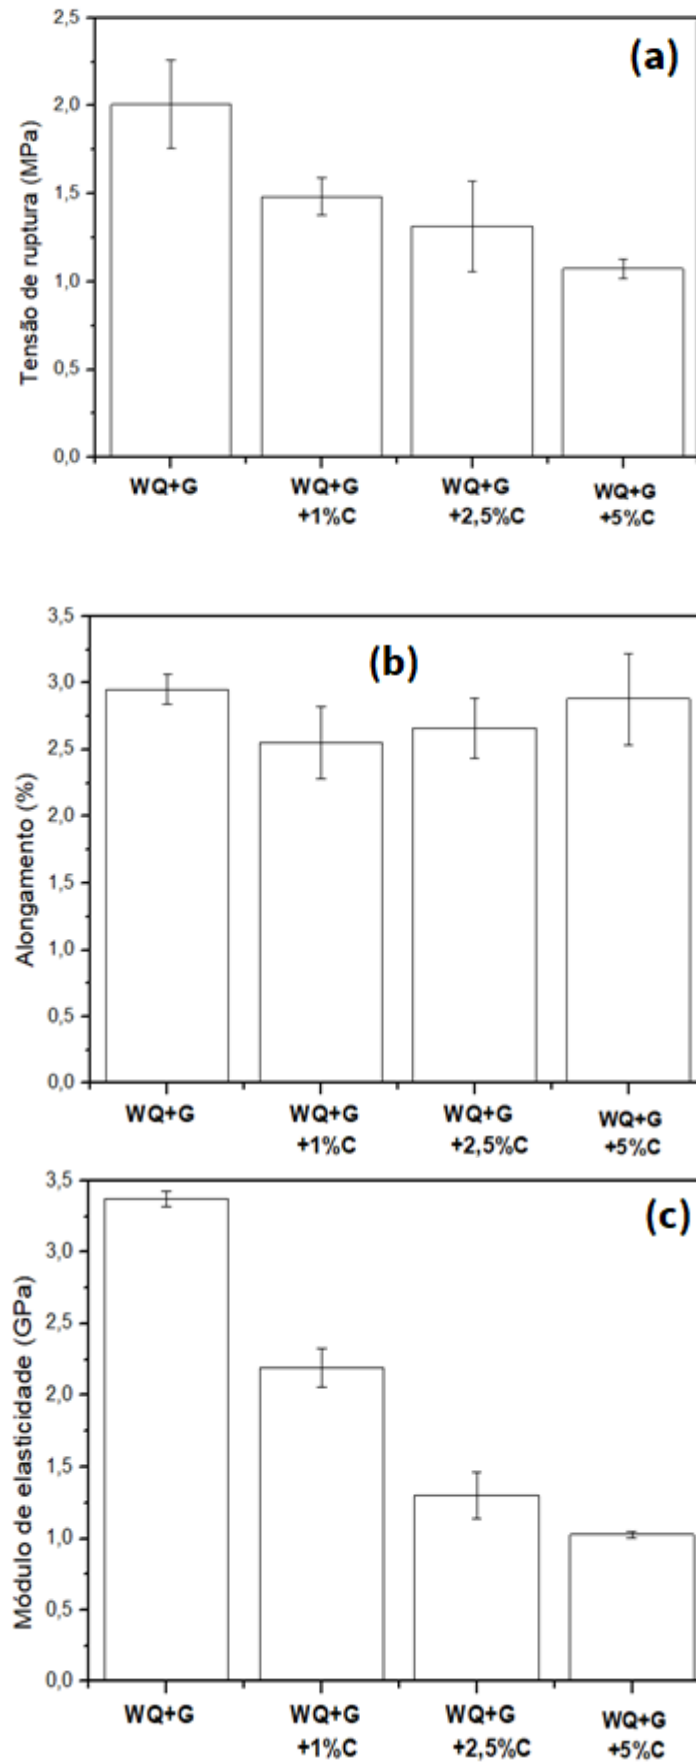 (a)
Tensão de ruptura (MPa)
2,5
2,0
1,5
1,0
0,5
0,0
WQ+G WQ+G WQ+G WQ+G
+1%C +2,5%C +5%C
(b)
Alongamento (%)
3,5
3,0
2,5
2,0
1,5
1,0
0,5
0,0
WQ+G WQ+G WQ+G WQ+G
+1%C +2,5%C +5%C
(c)
Módulo de elasticidade (GPa)
3,5
3,0
2,5
2,0
1,5
1,0
0,5
0,0
WQ+G WQ+G WQ+G WQ+G
+1%C +2,5%C +5%C